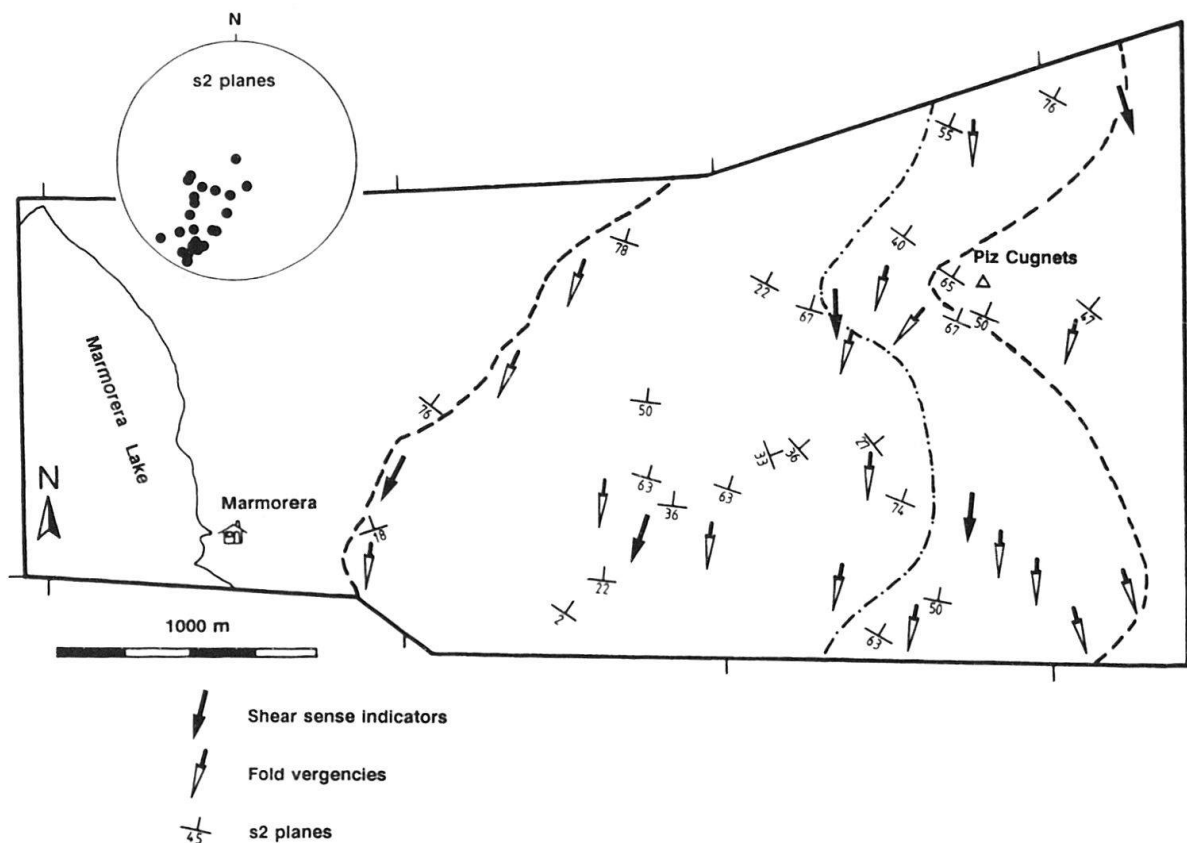 N
s2 planes
76
55
40
78
Piz Cugnets
22
65
67
67
50
47
Marmorera Lake
76
50
27
33
36
63
63
36
74
N
Marmorera
18
22
2
50
63
1000 m
Shear sense indicators
Fold vergencies
45 s2 planes